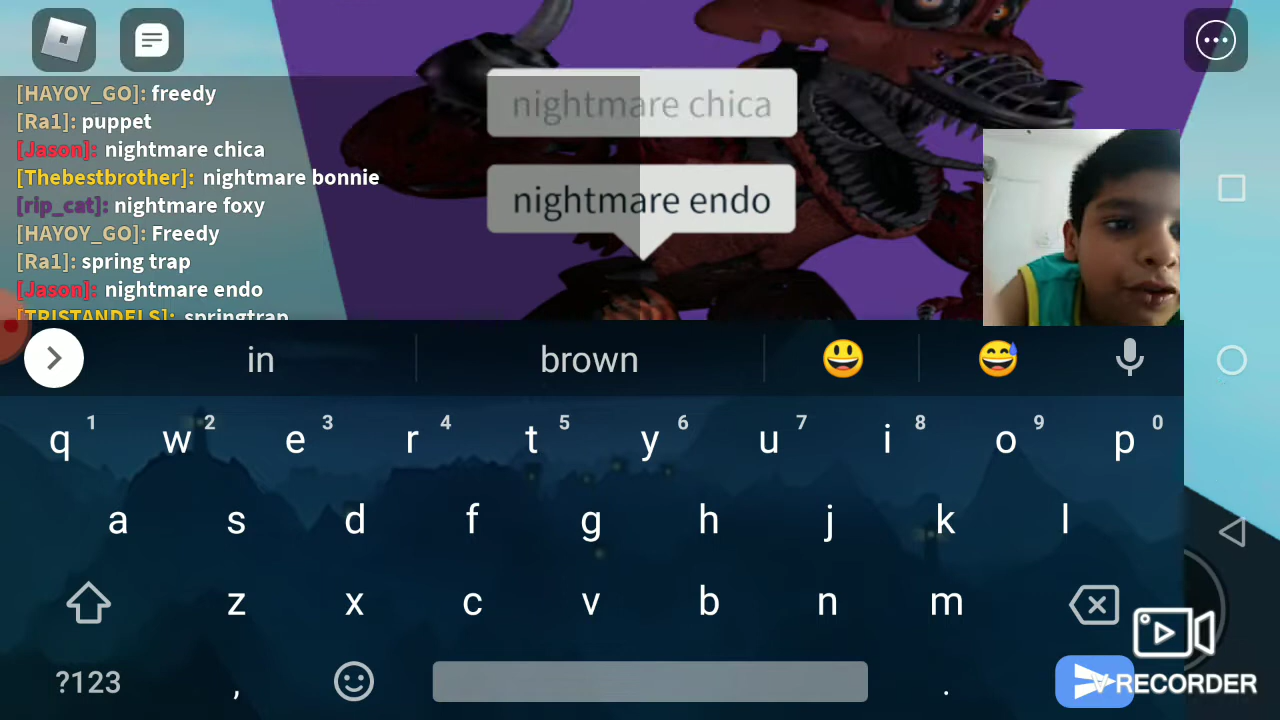 [HAYOY_GO]: freedy
[Ra1]: puppet
[Jason]: nightmare chica
[Thebestbrother]: nightmare bonnie
[rip_cat]: nightmare foxy
[HAYOY_GO]: Freedy
[Ra1]: spring trap
[Jason]: nightmare endo
[TRISTANDELS]: springtrap
nightmare chica
nightmare endo
in brown
q 1 w 2 e 3 r 4 t 5 y 6 u 7 i 8 o 9 p 0
a s d f g h j k l
z x c v b n m
?123 , .
V RECORDER